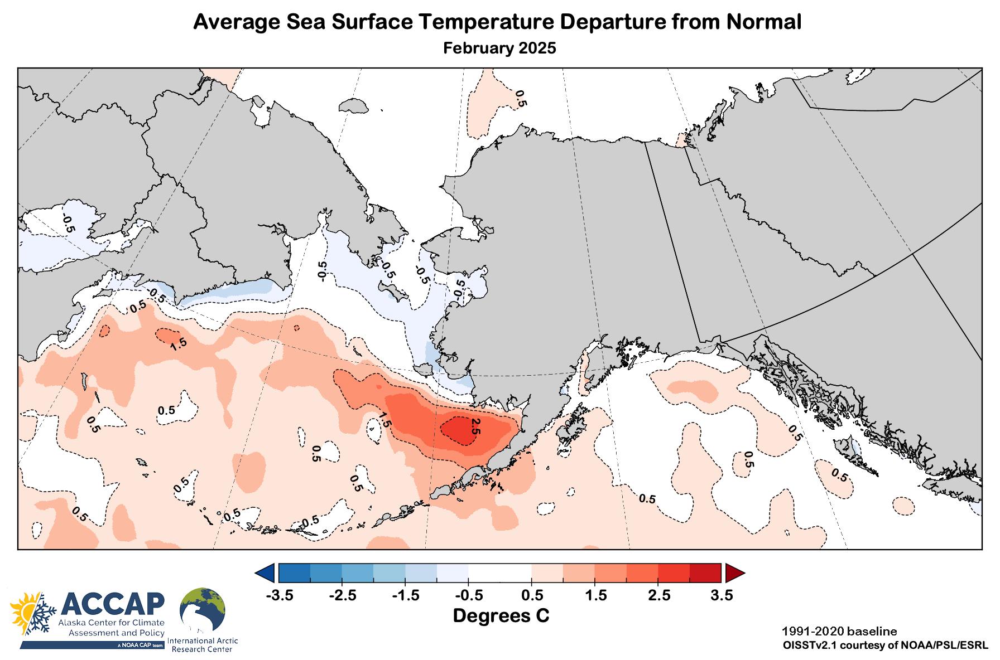 Average Sea Surface Temperature Departure from Normal
February 2025
0.5
-0.5
-0.5
-0.5
-0.5
-0.5
-0.5
0.5
1.5
0.5
0.5
1.5
2.5
0.5
0.5
0.5
0.5
0.5
0.5
0.5
0.5
0.5
0.5
0.5
-3.5 -2.5 -1.5 -0.5 0.5 1.5 2.5 3.5
Degrees C
ACCAP
Alaska Center for Climate
Assessment and Policy
A NOAA CAP team
International Arctic
Research Center
1991-2020 baseline
OISSTv2.1 courtesy of NOAA/PSL/ESRL